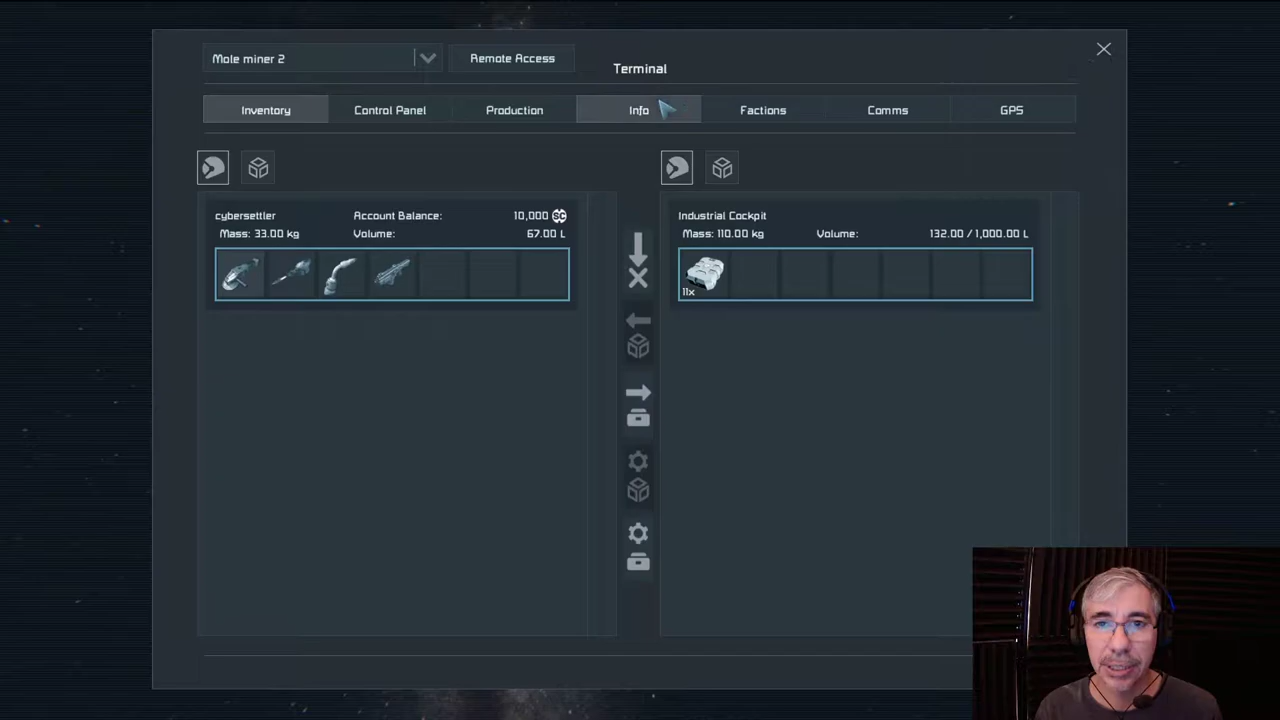 Mole miner 2
Remote Access
Terminal
Inventory
Control Panel
Production
Info
Factions
Comms
GPS
cybersettler
Account Balance:
10,000 SC
Mass: 33.00 kg
Volume:
67.00 L
Industrial Cockpit
Mass: 110.00 kg
Volume:
132.00 / 1,000.00 L
11x